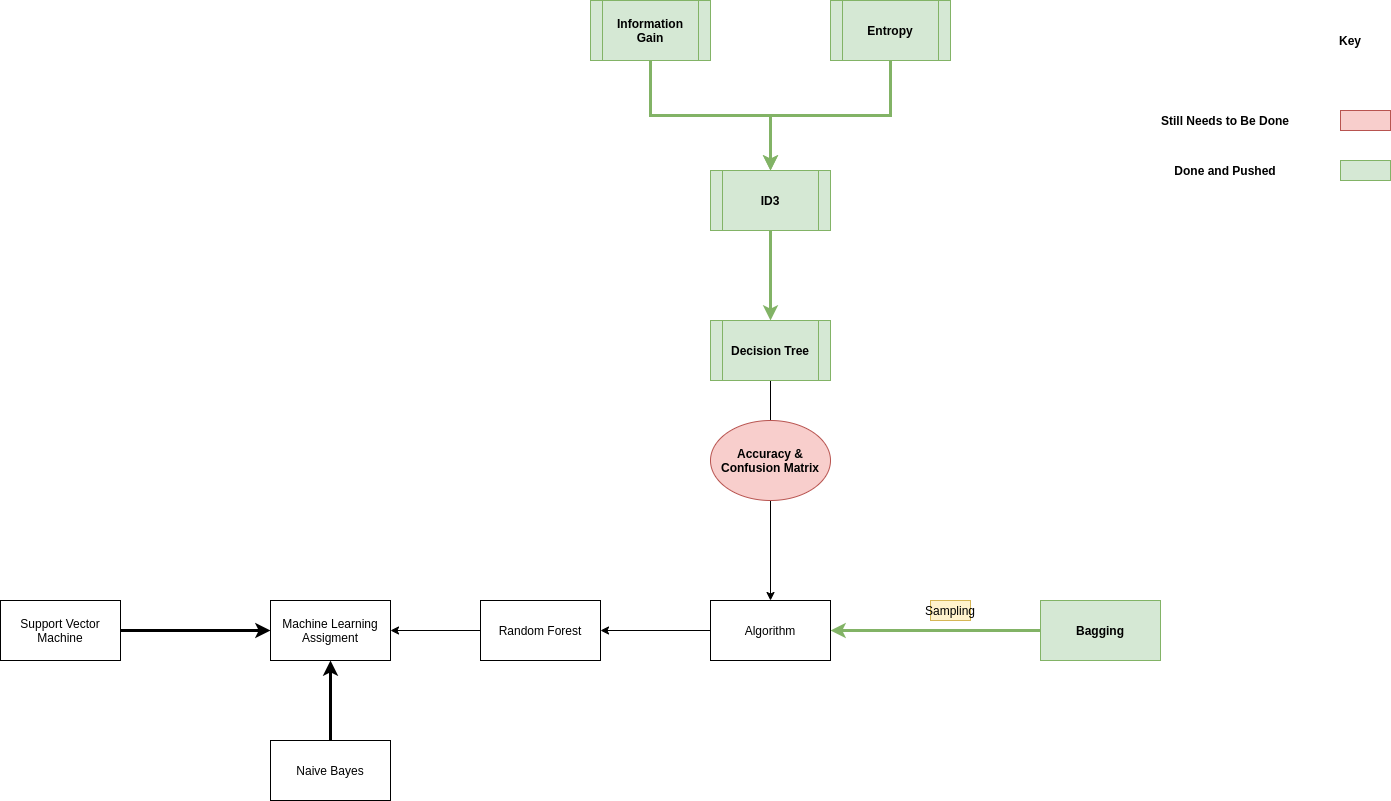 Information
Gain
Entropy
Key
Still Needs to Be Done
Done and Pushed
ID3
Decision Tree
Accuracy &
Confusion Matrix
Support Vector
Machine
Machine Learning
Assigment
Random Forest
Algorithm
Sampling
Bagging
Naive Bayes